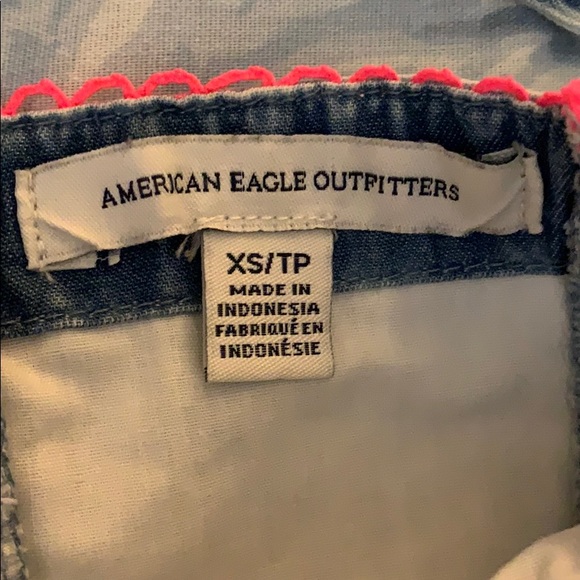 AMERICAN EAGLE OUTFITTERS
XS/TP
MADE IN
INDONESIA
FABRIQUÉ EN
INDONÉSIE